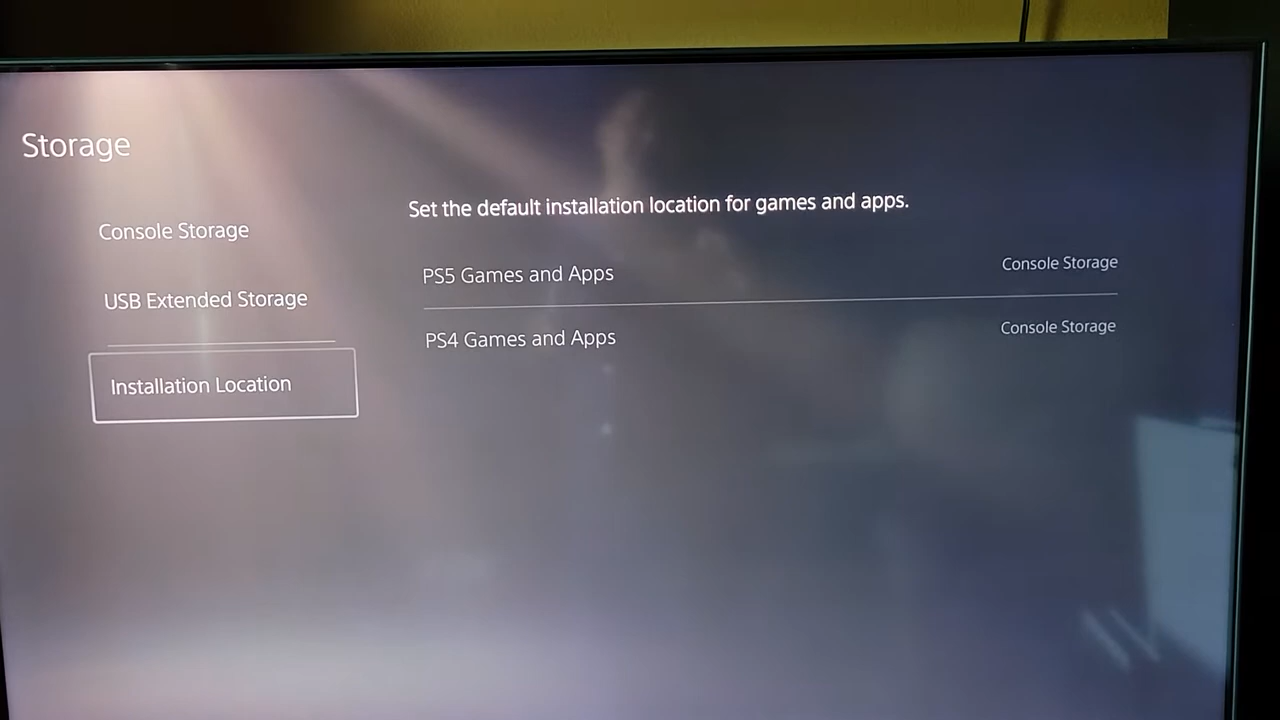 Storage
Console Storage
USB Extended Storage
Installation Location
Set the default installation location for games and apps.
PS5 Games and Apps
Console Storage
PS4 Games and Apps
Console Storage